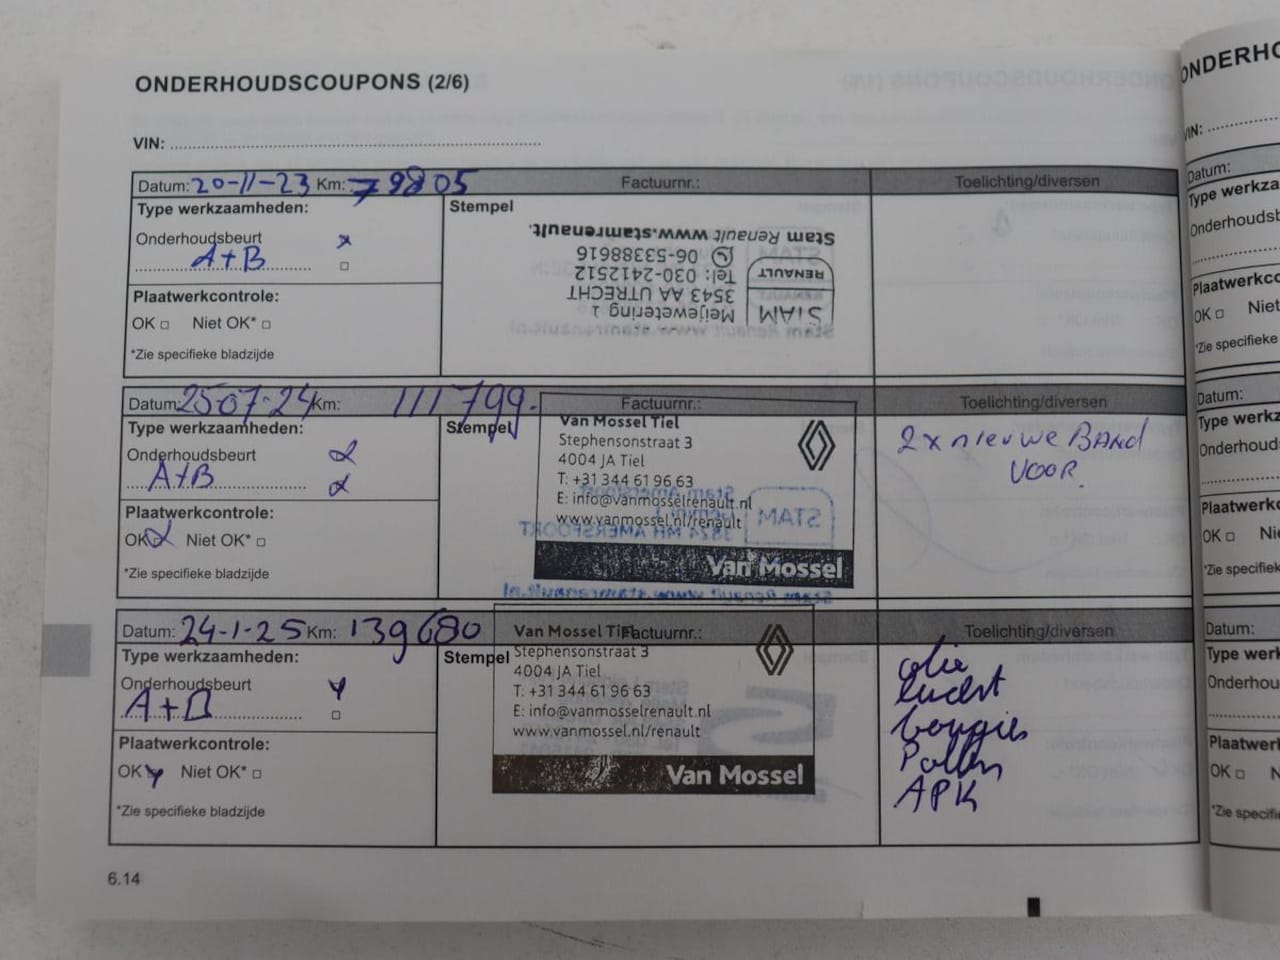 ONDERHOUDSCOUPONS (2/6)
VIN:
Datum: 20-11-23 Km: 79805 Factuurnr.: Toelichting/diversen
Type werkzaamheden:
Onderhoudsbeurt x
A+B
Plaatwerkcontrole:
OK □ Niet OK* □
*Zie specifieke bladzijde
Stempel
STAM
RENAULT
Meijewetering 1
3543 AA UTRECHT
Tel: 030-2412512
06-53388916
Stam Renault www.stamrenault.
Datum: 25-07-24 Km: 111799. Factuurnr.: Toelichting/diversen
Type werkzaamheden:
Onderhoudsbeurt
A+B
Plaatwerkcontrole:
OK Niet OK* □
*Zie specifieke bladzijde
Stempel
Van Mossel Tiel
Stephensonstraat 3
4004 JA Tiel
T: +31 344 61 96 63
E: info@vanmosselrenault.nl
www.vanmossel.nl/renault
Van Mossel
2x nieuwe BANd
VOOR.
Datum: 24-1-25 Km: 139680 Factuurnr.: Toelichting/diversen
Type werkzaamheden:
Onderhoudsbeurt
A+B
Plaatwerkcontrole:
OK Niet OK* □
*Zie specifieke bladzijde
Stempel
Van Mossel Tiel
Stephensonstraat 3
4004 JA Tiel
T: +31 344 61 96 63
E: info@vanmosselrenault.nl
www.vanmossel.nl/renault
Van Mossel
olie
lucht
bougies
Pollen
APK
6.14
ONDERHO
VIN:
Datum:
Type werkza
Onderhoudsb
Plaatwerkco
OK □ Niet
*Zie specifieke
Datum:
Type werkz
Onderhouds
Plaatwerk
OK □ Ni
*Zie specifiek
Datum:
Type werk
Onderhou
Plaatwer
OK □ N
*Zie specifi